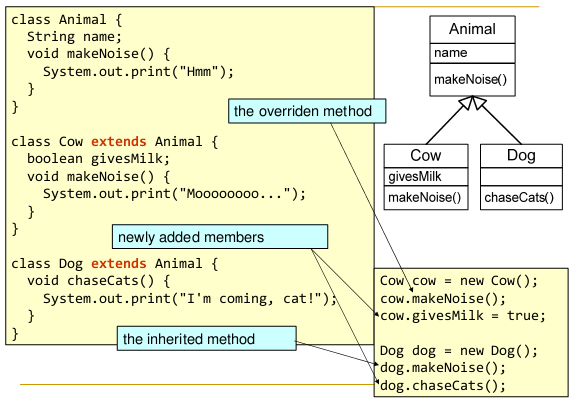 class Animal {
  String name;
  void makeNoise() {
    System.out.print("Hmm");
  }
}
class Cow extends Animal {
  boolean givesMilk;
  void makeNoise() {
    System.out.print("Moooooooo...");
  }
}
class Dog extends Animal {
  void chaseCats() {
    System.out.print("I'm coming, cat!");
  }
}
the overriden method
newly added members
the inherited method
Animal
name
makeNoise()
Cow
givesMilk
makeNoise()
Dog
chaseCats()
Cow cow = new Cow();
cow.makeNoise();
cow.givesMilk = true;
Dog dog = new Dog();
dog.makeNoise();
dog.chaseCats();